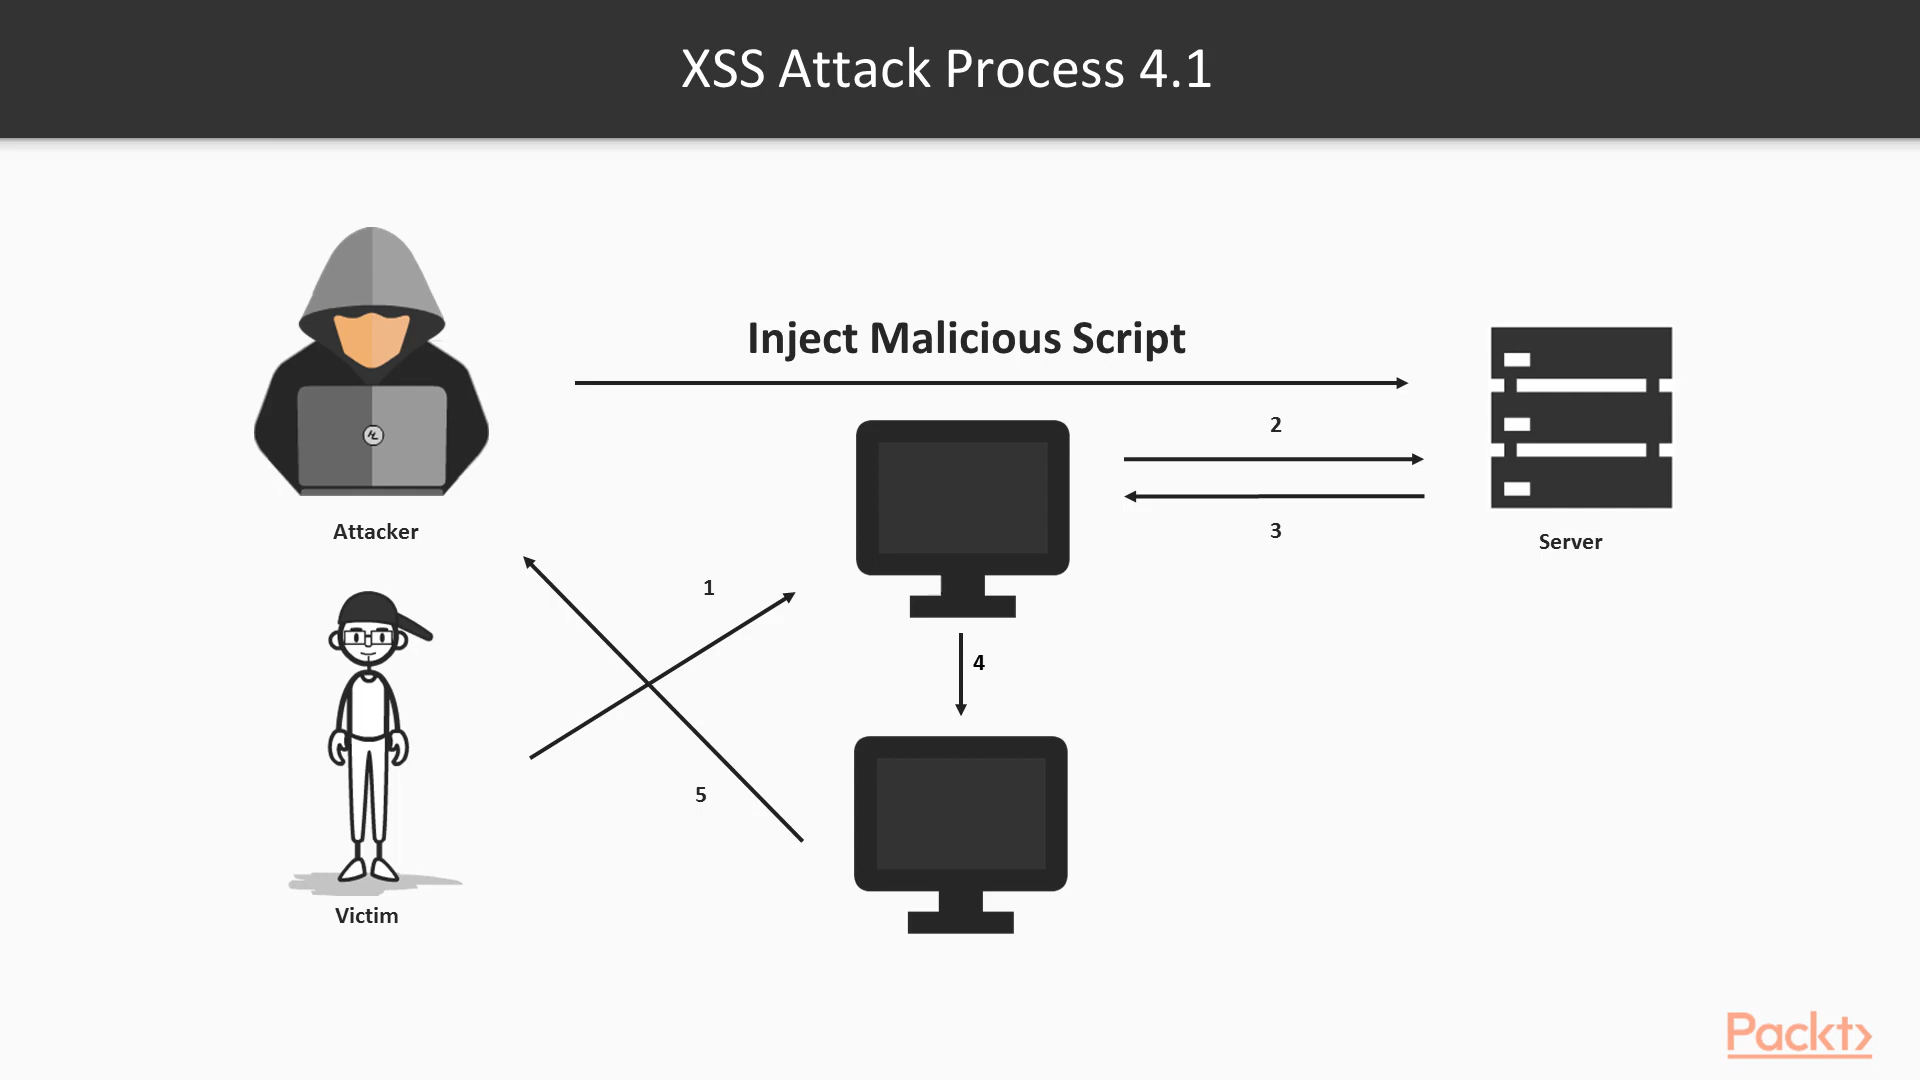 XSS Attack Process 4.1
Inject Malicious Script
2
3
Attacker
Server
1
4
5
Victim
Packt